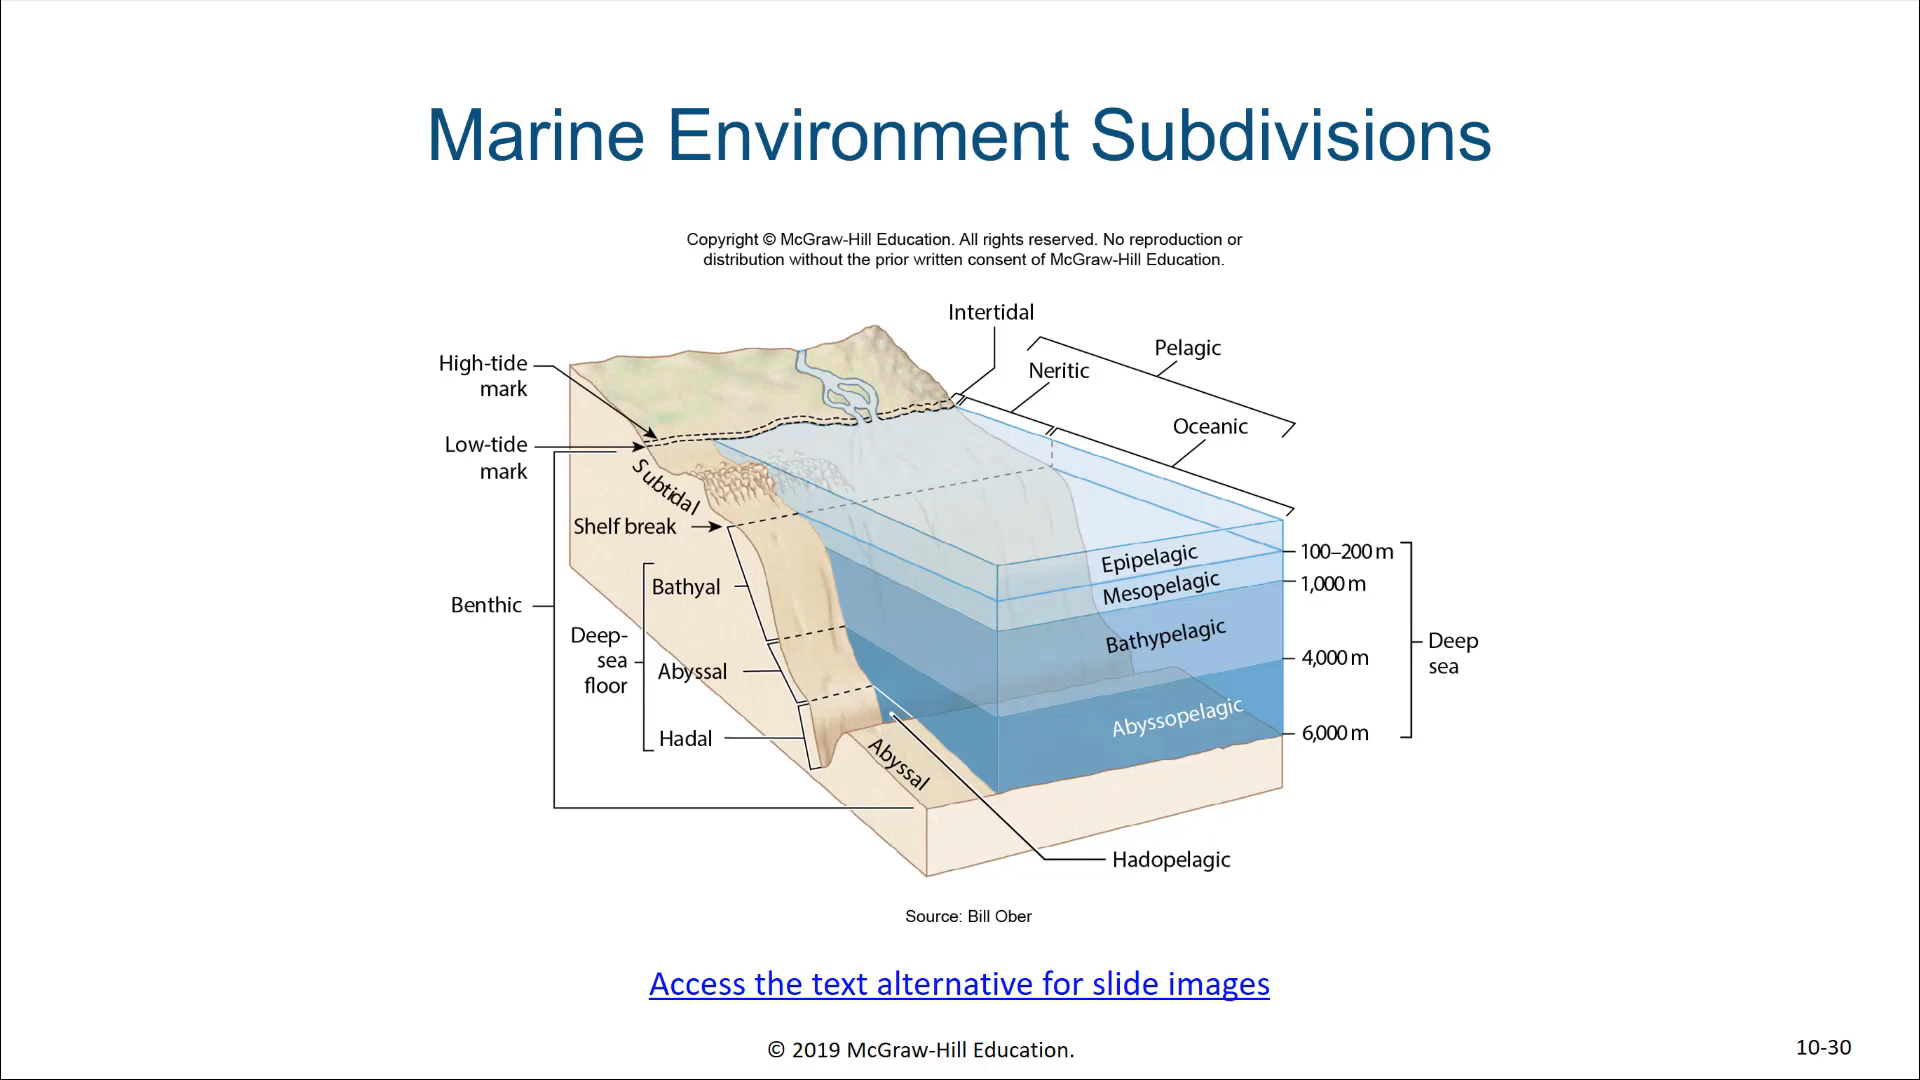 Marine Environment Subdivisions
Copyright © McGraw-Hill Education. All rights reserved. No reproduction or
distribution without the prior written consent of McGraw-Hill Education.
Intertidal
Pelagic
Neritic
Oceanic
High-tide
mark
Low-tide
mark
Subtidal
Shelf break
Bathyal
Benthic
Deep-
sea
floor
Abyssal
Hadal
Abyssal
Epipelagic
Mesopelagic
Bathypelagic
Abyssopelagic
Hadopelagic
100–200 m
1,000 m
4,000 m
6,000 m
Deep
sea
Source: Bill Ober
Access the text alternative for slide images
© 2019 McGraw-Hill Education.
10-30